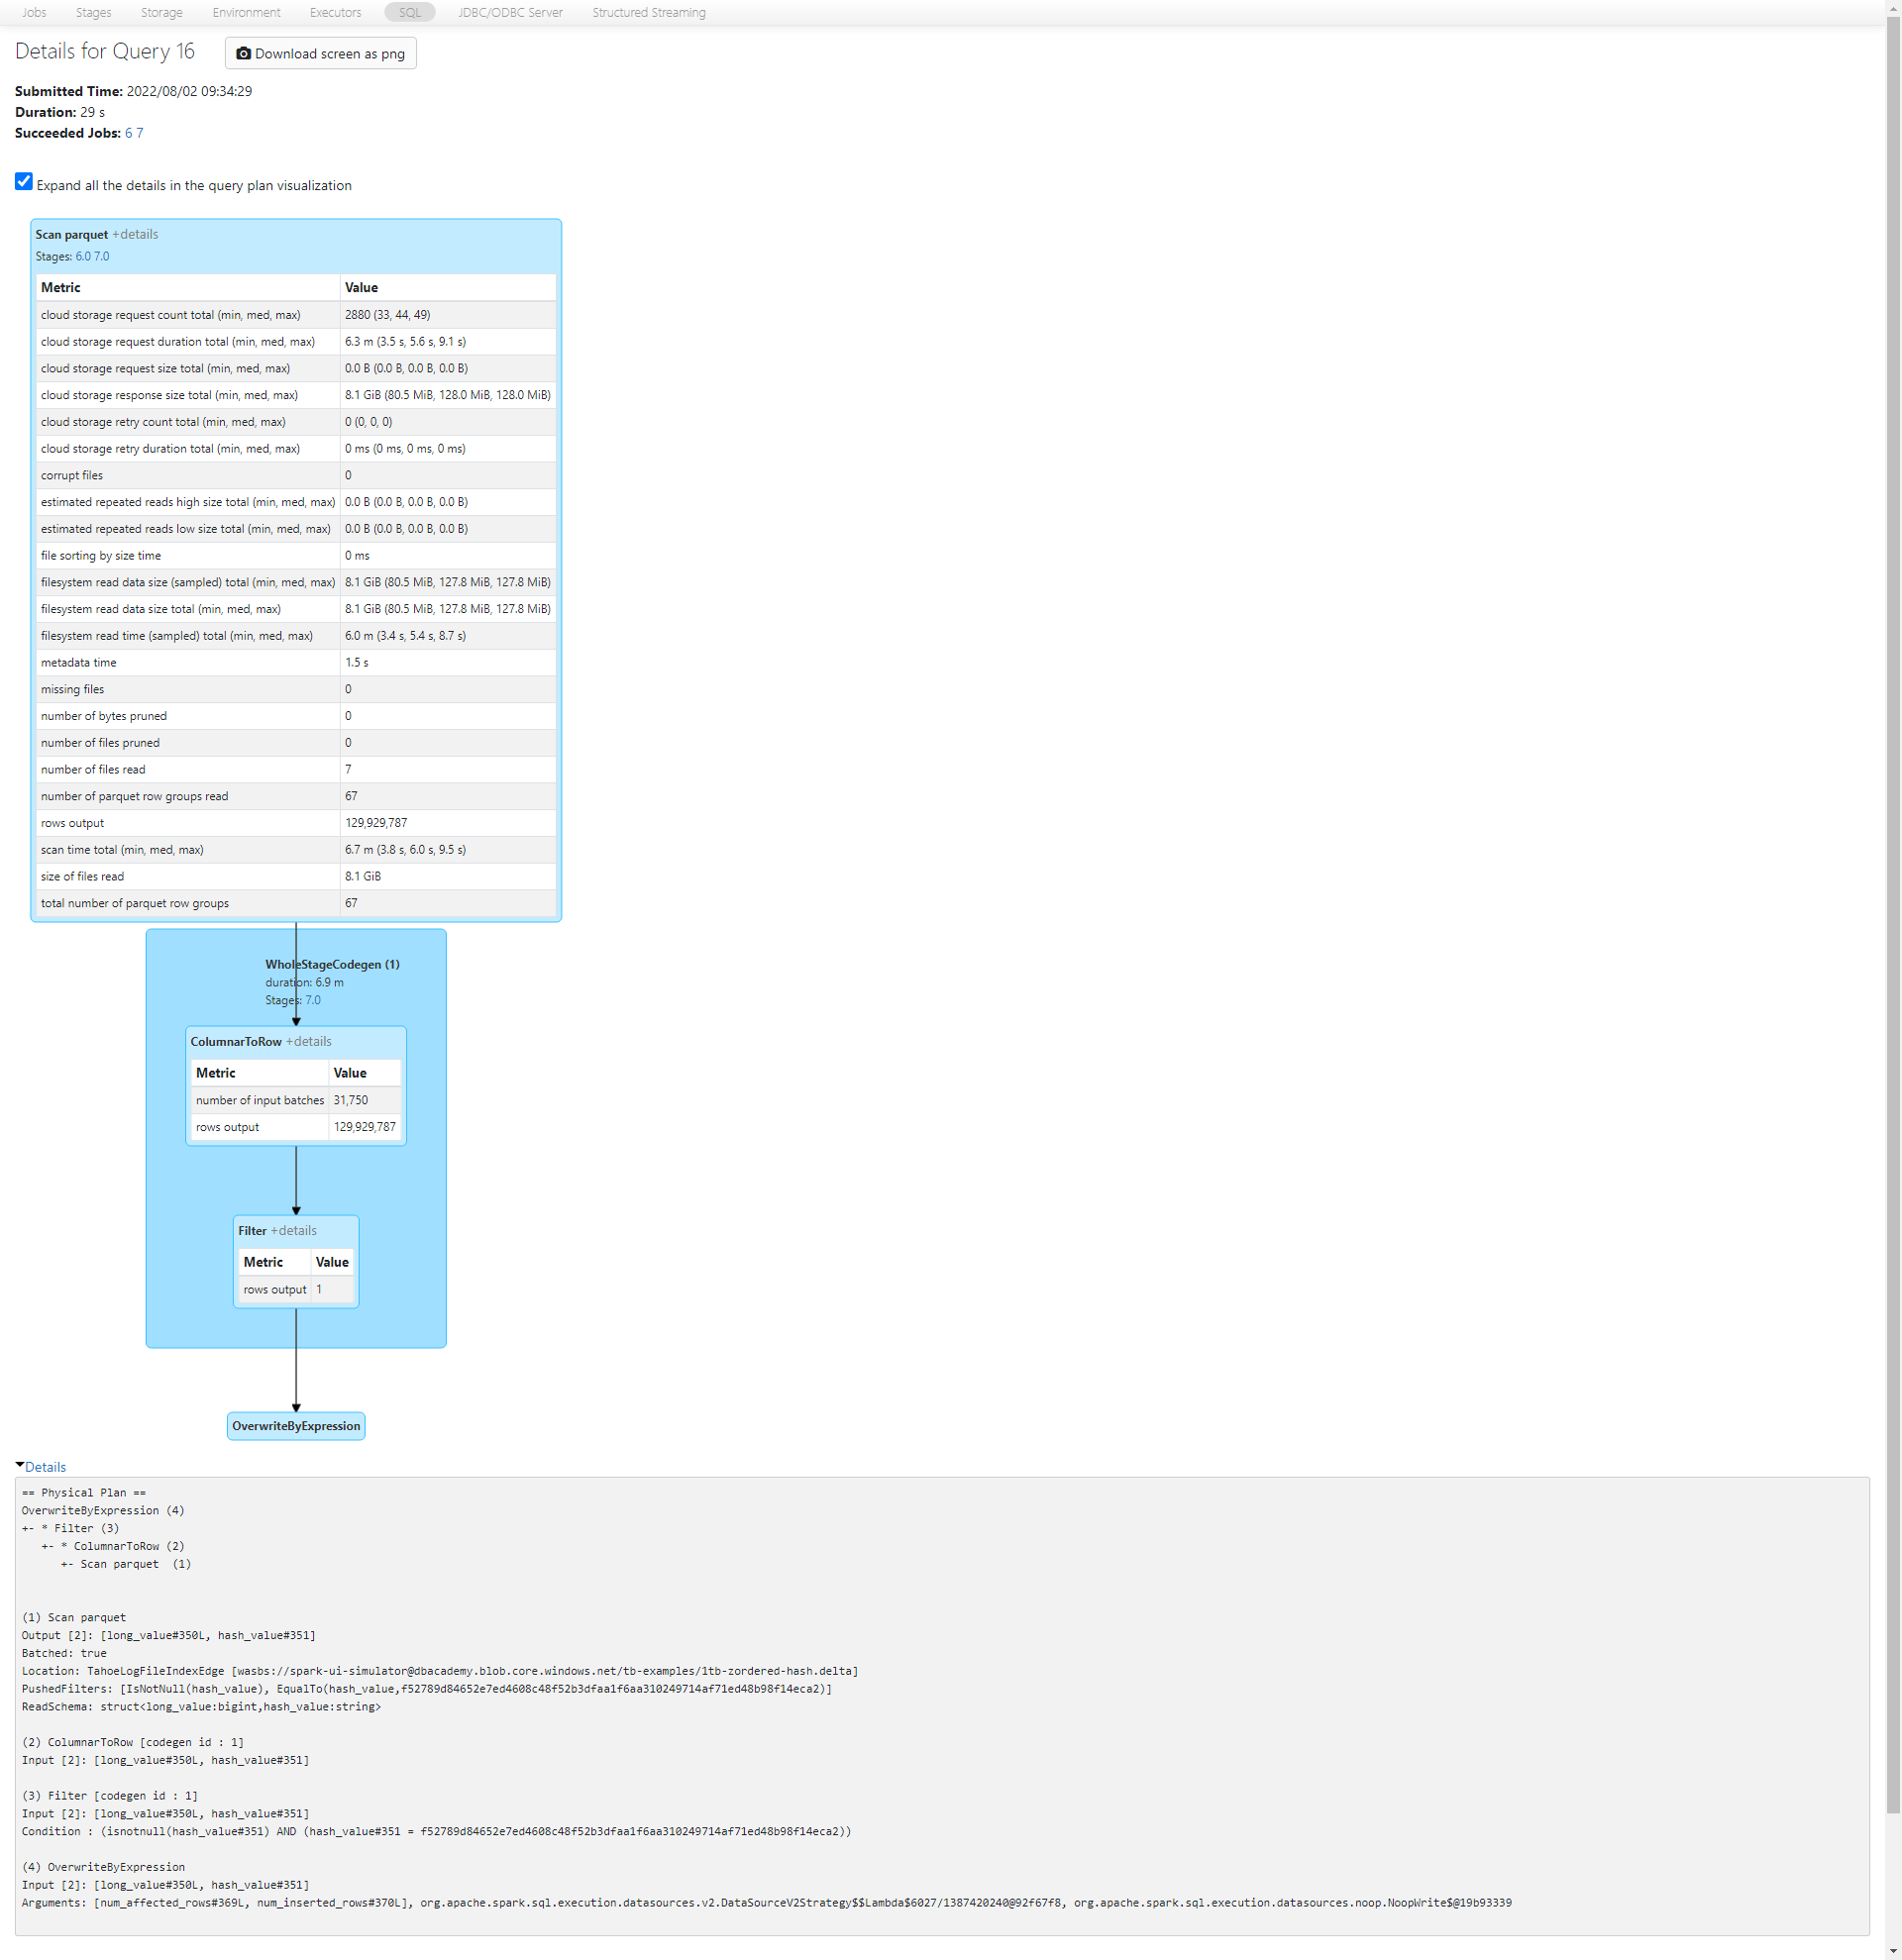 Jobs Stages Storage Environment Executors SQL JDBC/ODBC Server Structured Streaming
Details for Query 16 Download screen as png
Submitted Time: 2022/08/02 09:34:29
Duration: 29 s
Succeeded Jobs: 6 7
Expand all the details in the query plan visualization
Scan parquet +details
Stages: 6.0 7.0
Metric Value
cloud storage request count total (min, med, max) 2880 (33, 44, 49)
cloud storage request duration total (min, med, max) 6.3 m (3.5 s, 5.6 s, 9.1 s)
cloud storage request size total (min, med, max) 0.0 B (0.0 B, 0.0 B, 0.0 B)
cloud storage response size total (min, med, max) 8.1 GiB (80.5 MiB, 128.0 MiB, 128.0 MiB)
cloud storage retry count total (min, med, max) 0 (0, 0, 0)
cloud storage retry duration total (min, med, max) 0 ms (0 ms, 0 ms, 0 ms)
corrupt files 0
estimated repeated reads high size total (min, med, max) 0.0 B (0.0 B, 0.0 B, 0.0 B)
estimated repeated reads low size total (min, med, max) 0.0 B (0.0 B, 0.0 B, 0.0 B)
file sorting by size time 0 ms
filesystem read data size (sampled) total (min, med, max) 8.1 GiB (80.5 MiB, 127.8 MiB, 127.8 MiB)
filesystem read data size total (min, med, max) 8.1 GiB (80.5 MiB, 127.8 MiB, 127.8 MiB)
filesystem read time (sampled) total (min, med, max) 6.0 m (3.4 s, 5.4 s, 8.7 s)
metadata time 1.5 s
missing files 0
number of bytes pruned 0
number of files pruned 0
number of files read 7
number of parquet row groups read 67
rows output 129,929,787
scan time total (min, med, max) 6.7 m (3.8 s, 6.0 s, 9.5 s)
size of files read 8.1 GiB
total number of parquet row groups 67
WholeStageCodegen (1)
duration: 6.9 m
Stages: 7.0
ColumnarToRow +details
Metric Value
number of input batches 31,750
rows output 129,929,787
Filter +details
Metric Value
rows output 1
OverwriteByExpression
Details
== Physical Plan ==
OverwriteByExpression (4)
+- * Filter (3)
   +- * ColumnarToRow (2)
      +- Scan parquet  (1)
(1) Scan parquet
Output [2]: [long_value#350L, hash_value#351]
Batched: true
Location: TahoeLogFileIndexEdge [wasbs://spark-ui-simulator@dbacademy.blob.core.windows.net/tb-examples/1tb-zordered-hash.delta]
PushedFilters: [IsNotNull(hash_value), EqualTo(hash_value,f52789d84652e7ed4608c48f52b3dfaa1f6aa310249714af71ed48b98f14eca2)]
ReadSchema: struct<long_value:bigint,hash_value:string>
(2) ColumnarToRow [codegen id : 1]
Input [2]: [long_value#350L, hash_value#351]
(3) Filter [codegen id : 1]
Input [2]: [long_value#350L, hash_value#351]
Condition : (isnotnull(hash_value#351) AND (hash_value#351 = f52789d84652e7ed4608c48f52b3dfaa1f6aa310249714af71ed48b98f14eca2))
(4) OverwriteByExpression
Input [2]: [long_value#350L, hash_value#351]
Arguments: [num_affected_rows#369L, num_inserted_rows#370L], org.apache.spark.sql.execution.datasources.v2.DataSourceV2Strategy$$Lambda$6027/1387420240@92f67f8, org.apache.spark.sql.execution.datasources.noop.NoopWrite$@19b93339